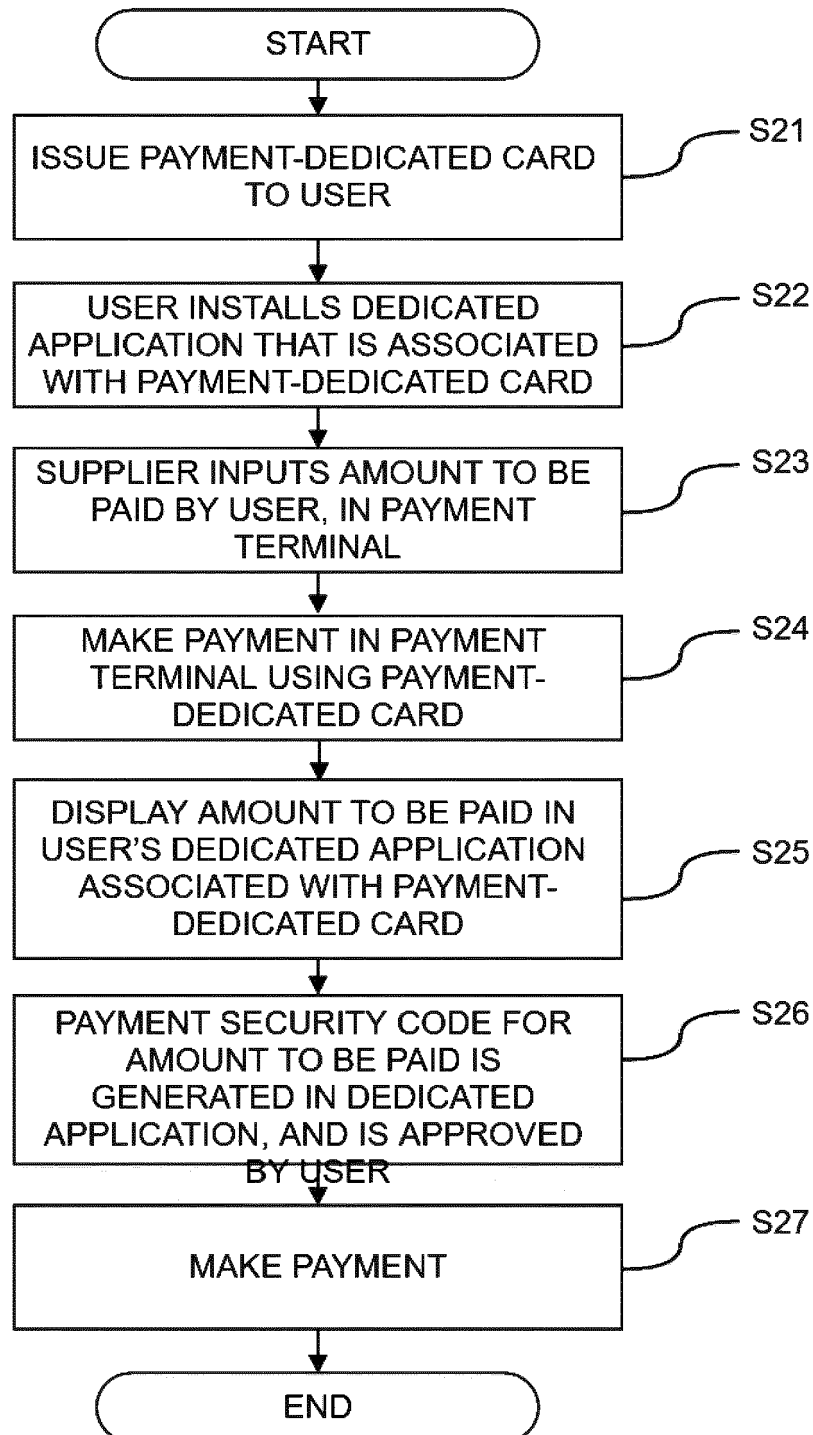 START
ISSUE PAYMENT-DEDICATED CARD
TO USER
S21
USER INSTALLS DEDICATED
APPLICATION THAT IS ASSOCIATED
WITH PAYMENT-DEDICATED CARD
S22
SUPPLIER INPUTS AMOUNT TO BE
PAID BY USER, IN PAYMENT
TERMINAL
S23
MAKE PAYMENT IN PAYMENT
TERMINAL USING PAYMENT-
DEDICATED CARD
S24
DISPLAY AMOUNT TO BE PAID IN
USER'S DEDICATED APPLICATION
ASSOCIATED WITH PAYMENT-
DEDICATED CARD
S25
PAYMENT SECURITY CODE FOR
AMOUNT TO BE PAID IS
GENERATED IN DEDICATED
APPLICATION, AND IS APPROVED
BY USER
S26
MAKE PAYMENT
S27
END